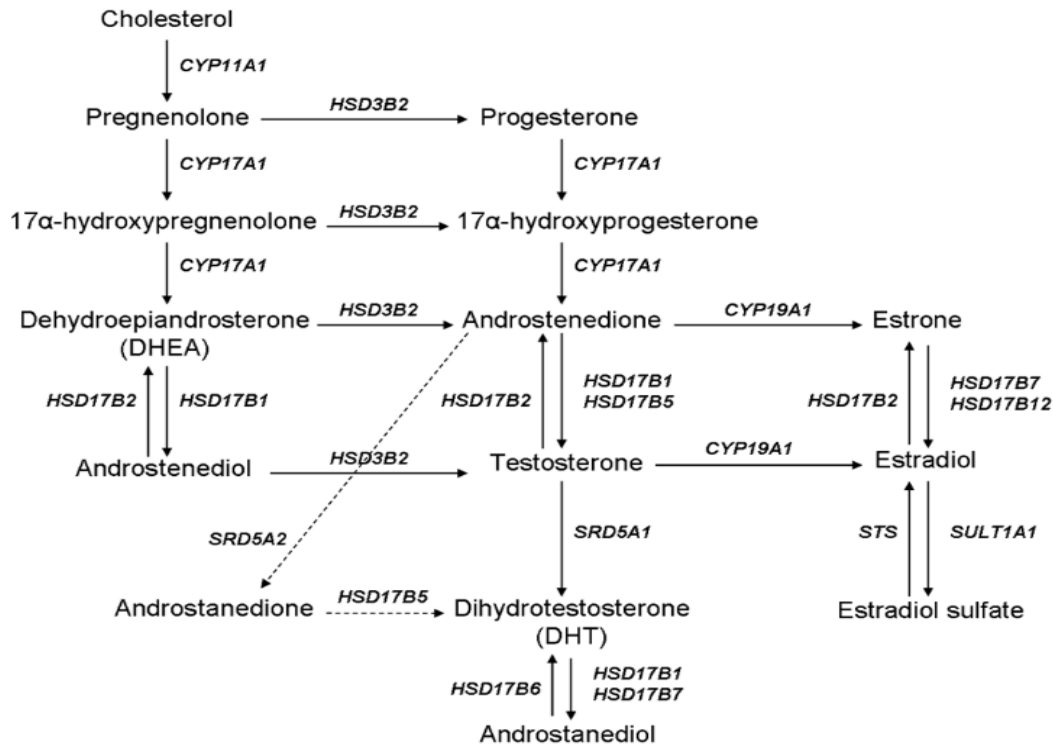 Cholesterol
CYP11A1
Pregnenolone
HSD3B2
Progesterone
CYP17A1
CYP17A1
17α-hydroxypregnenolone
HSD3B2
17α-hydroxyprogesterone
CYP17A1
CYP17A1
Dehydroepiandrosterone
(DHEA)
HSD3B2
Androstenedione
CYP19A1
Estrone
HSD17B2
HSD17B1
HSD17B2
HSD17B1
HSD17B5
HSD17B2
HSD17B7
HSD17B12
Androstenediol
HSD3B2
Testosterone
CYP19A1
Estradiol
SRD5A2
SRD5A1
STS
SULT1A1
Androstanedione
HSD17B5
Dihydrotestosterone
(DHT)
Estradiol sulfate
HSD17B6
HSD17B1
HSD17B7
Androstanediol